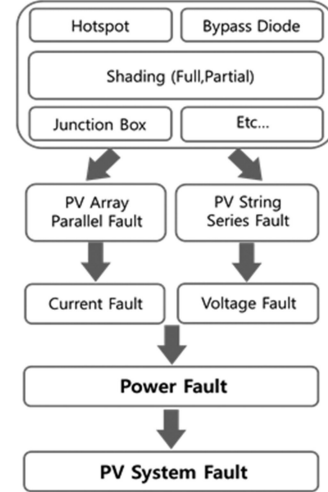 Hotspot
Bypass Diode
Shading (Full,Partial)
Junction Box
Etc...
PV Array
Parallel Fault
PV String
Series Fault
Current Fault
Voltage Fault
Power Fault
PV System Fault